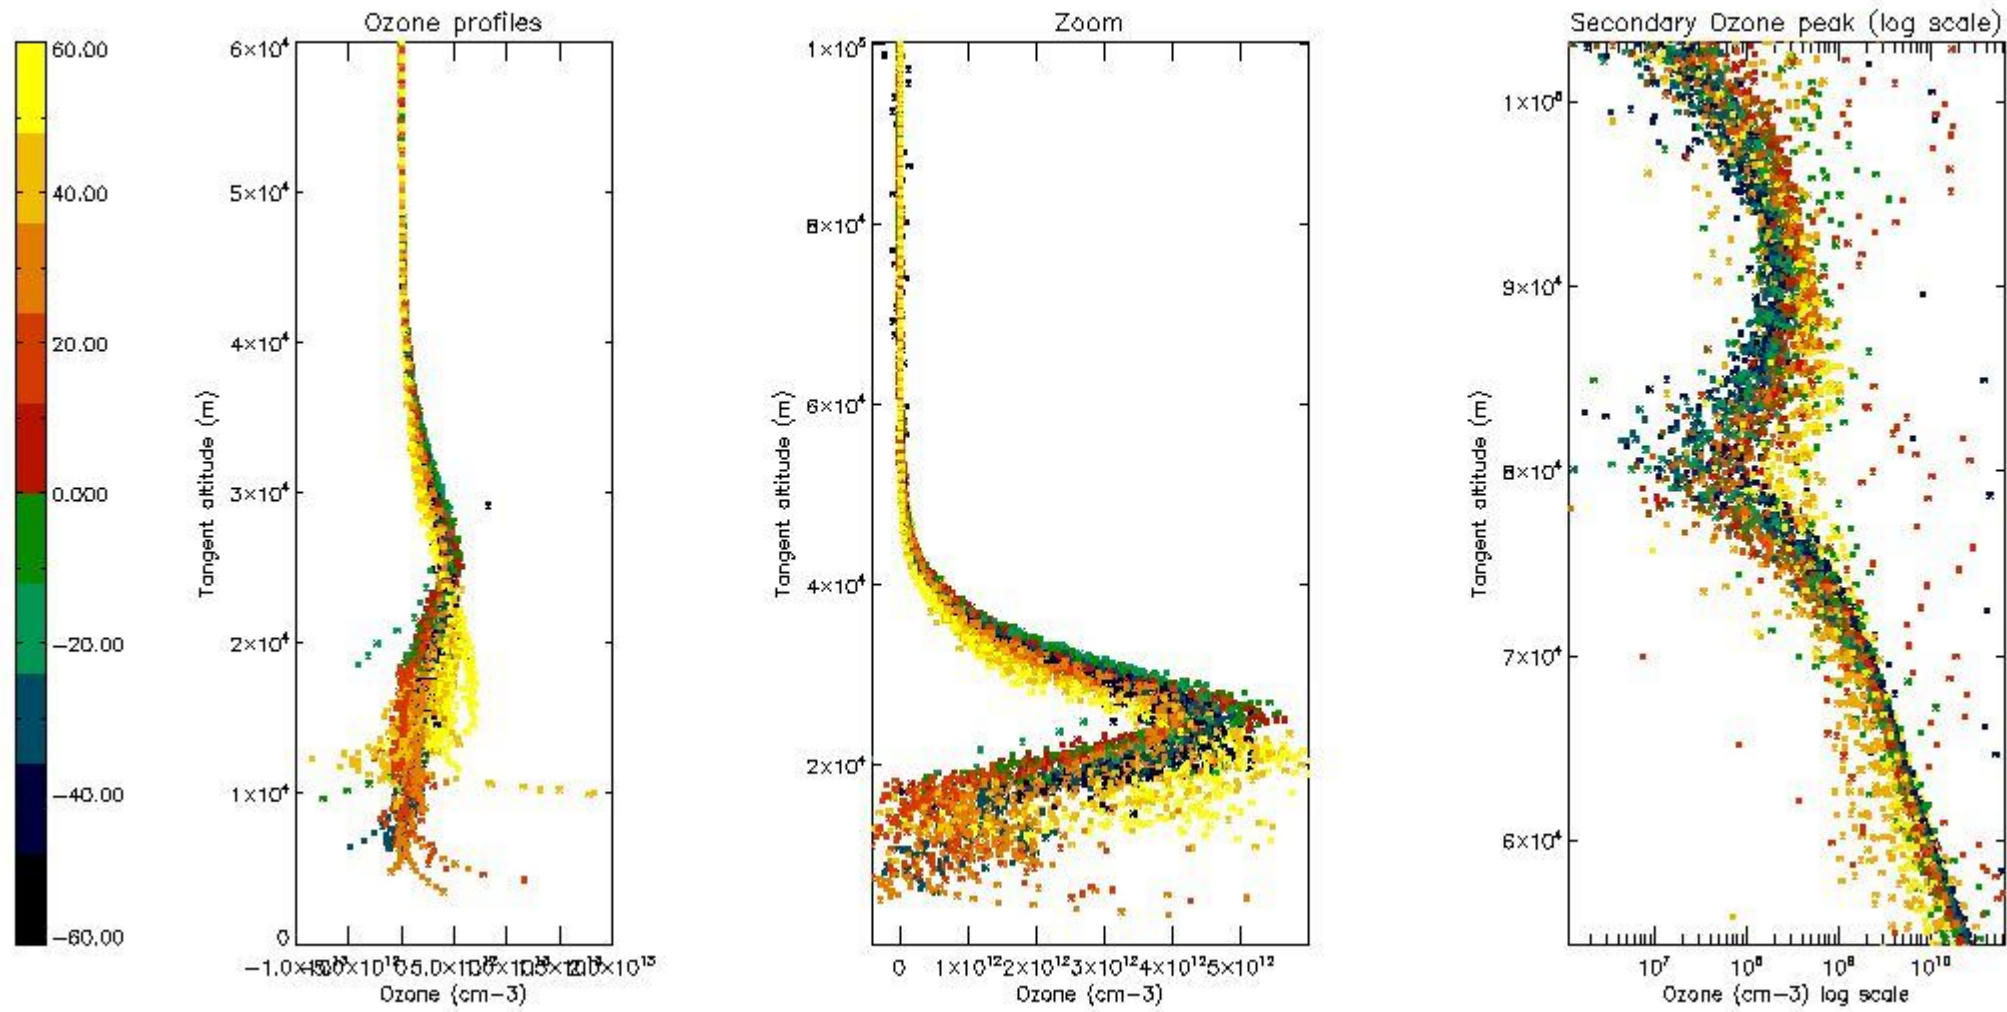 Ozone profiles
Zoom
Secondary Ozone peak (log scale)
60.00
40.00
20.00
-20.00
-40.00
-60.00
6×10⁴
5×10⁴
4×10⁴
3×10⁴
2×10⁴
1×10⁴
0
Tangent altitude (m)
Ozone (cm-3)
1×10⁵
8×10⁴
6×10⁴
4×10⁴
2×10⁴
Tangent altitude (m)
0 1×10¹² 2×10¹² 3×10¹² 4×10¹² 5×10¹²
Ozone (cm-3)
9×10⁴
8×10⁴
7×10⁴
6×10⁴
Tangent altitude (m)
10⁷ 10⁸ 10⁹ 10¹⁰
Ozone (cm-3) log scale